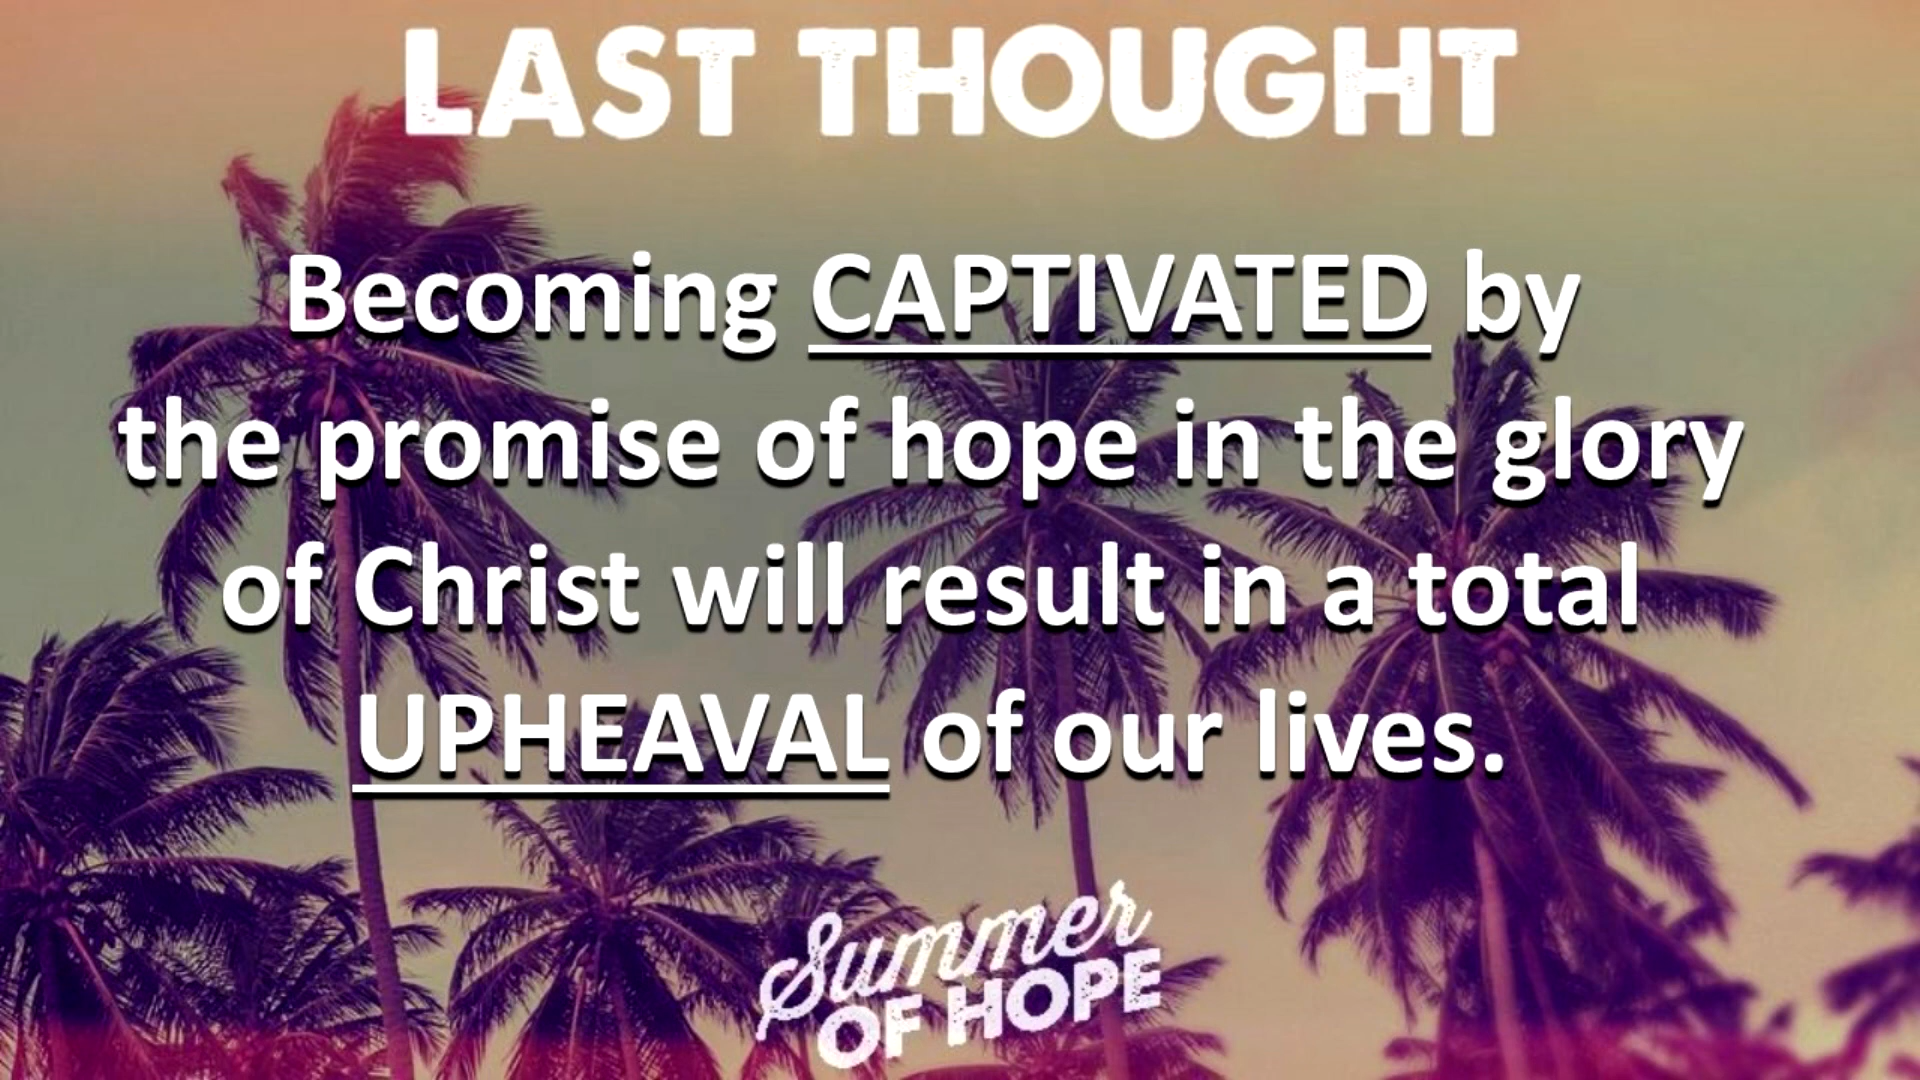 LAST THOUGHT
Becoming CAPTIVATED by
the promise of hope in the glory
of Christ will result in a total
UPHEAVAL of our lives.
Summer
OF HOPE